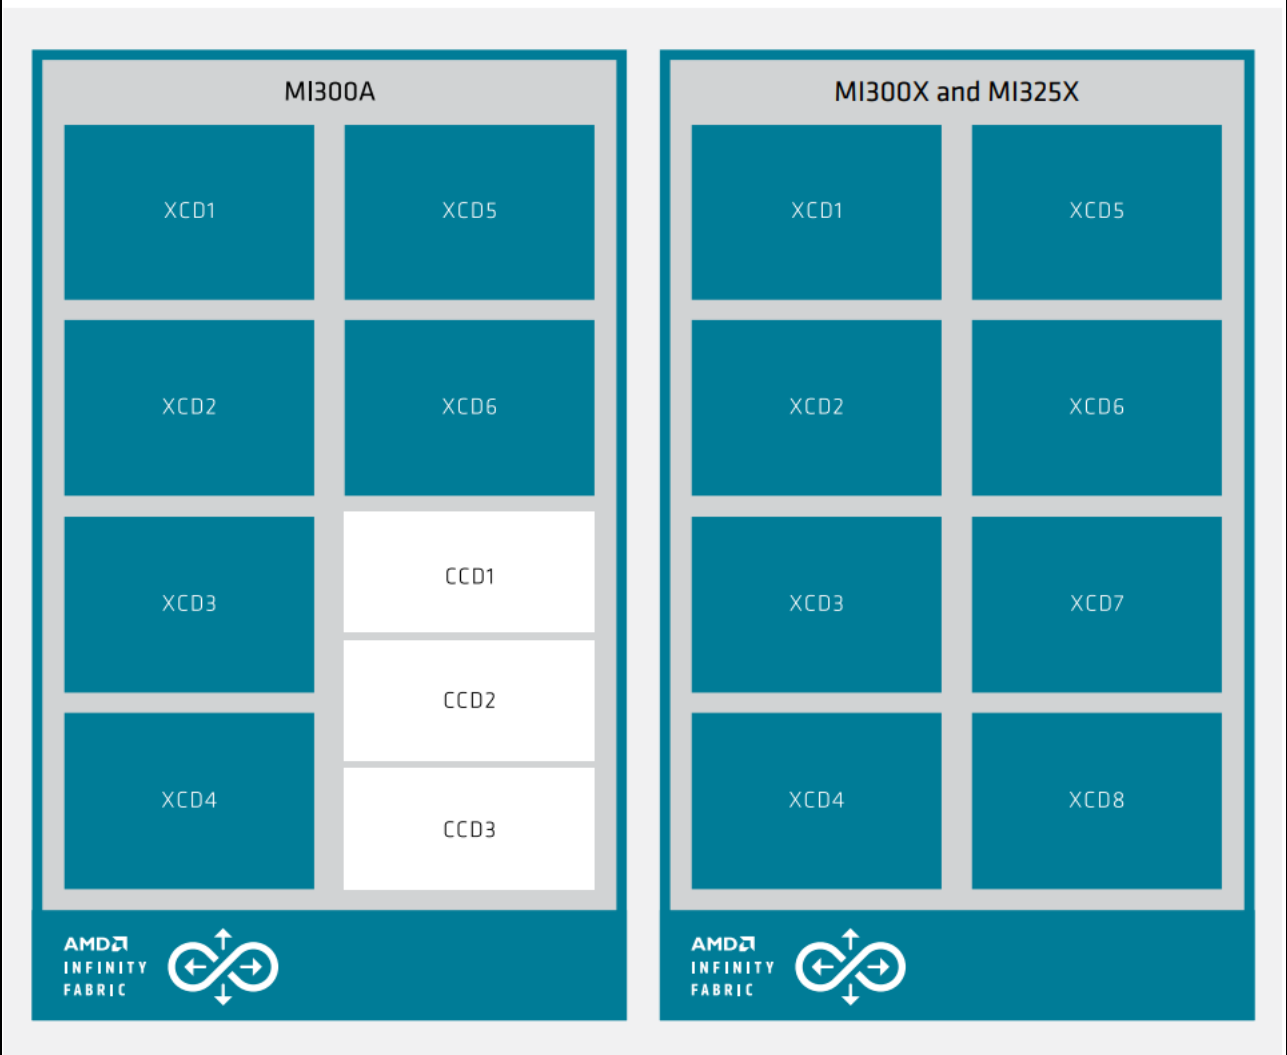 MI300A
XCD1
XCD5
XCD2
XCD6
XCD3
CCD1
CCD2
XCD4
CCD3
AMD
INFINITY
FABRIC
MI300X and MI325X
XCD1
XCD5
XCD2
XCD6
XCD3
XCD7
XCD4
XCD8
AMD
INFINITY
FABRIC